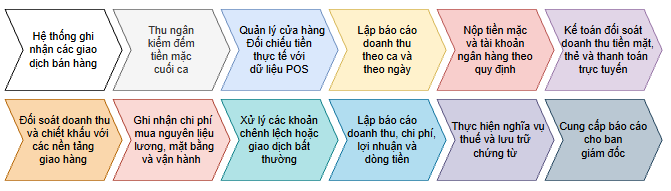 Hệ thống ghi
nhận các giao
dịch bán hàng
Thu ngân
kiểm đếm
tiền mặc
cuối ca
Quản lý cửa hàng
Đối chiếu tiền
thực tế với
dữ liệu POS
Lập báo cáo
doanh thu
theo ca và
theo ngày
Nộp tiền mặc
và tài khoản
ngân hàng theo
quy định
Kế toán đối soát
doanh thu tiền mặt,
thẻ và thanh toán
trực tuyến
Đối soát doanh thu
và chiết khấu với
các nền tảng
giao hàng
Ghi nhận chi phí
mua nguyên liệu
lương, mặt bằng
và vận hành
Xử lý các khoản
chênh lệch hoặc
giao dịch bất
thường
Lập báo cáo
doanh thu, chi phí,
lợi nhuận và
dòng tiền
Thực hiện nghĩa vụ
thuế và lưu trữ
chứng từ
Cung cấp báo cáo
cho ban
giám đốc